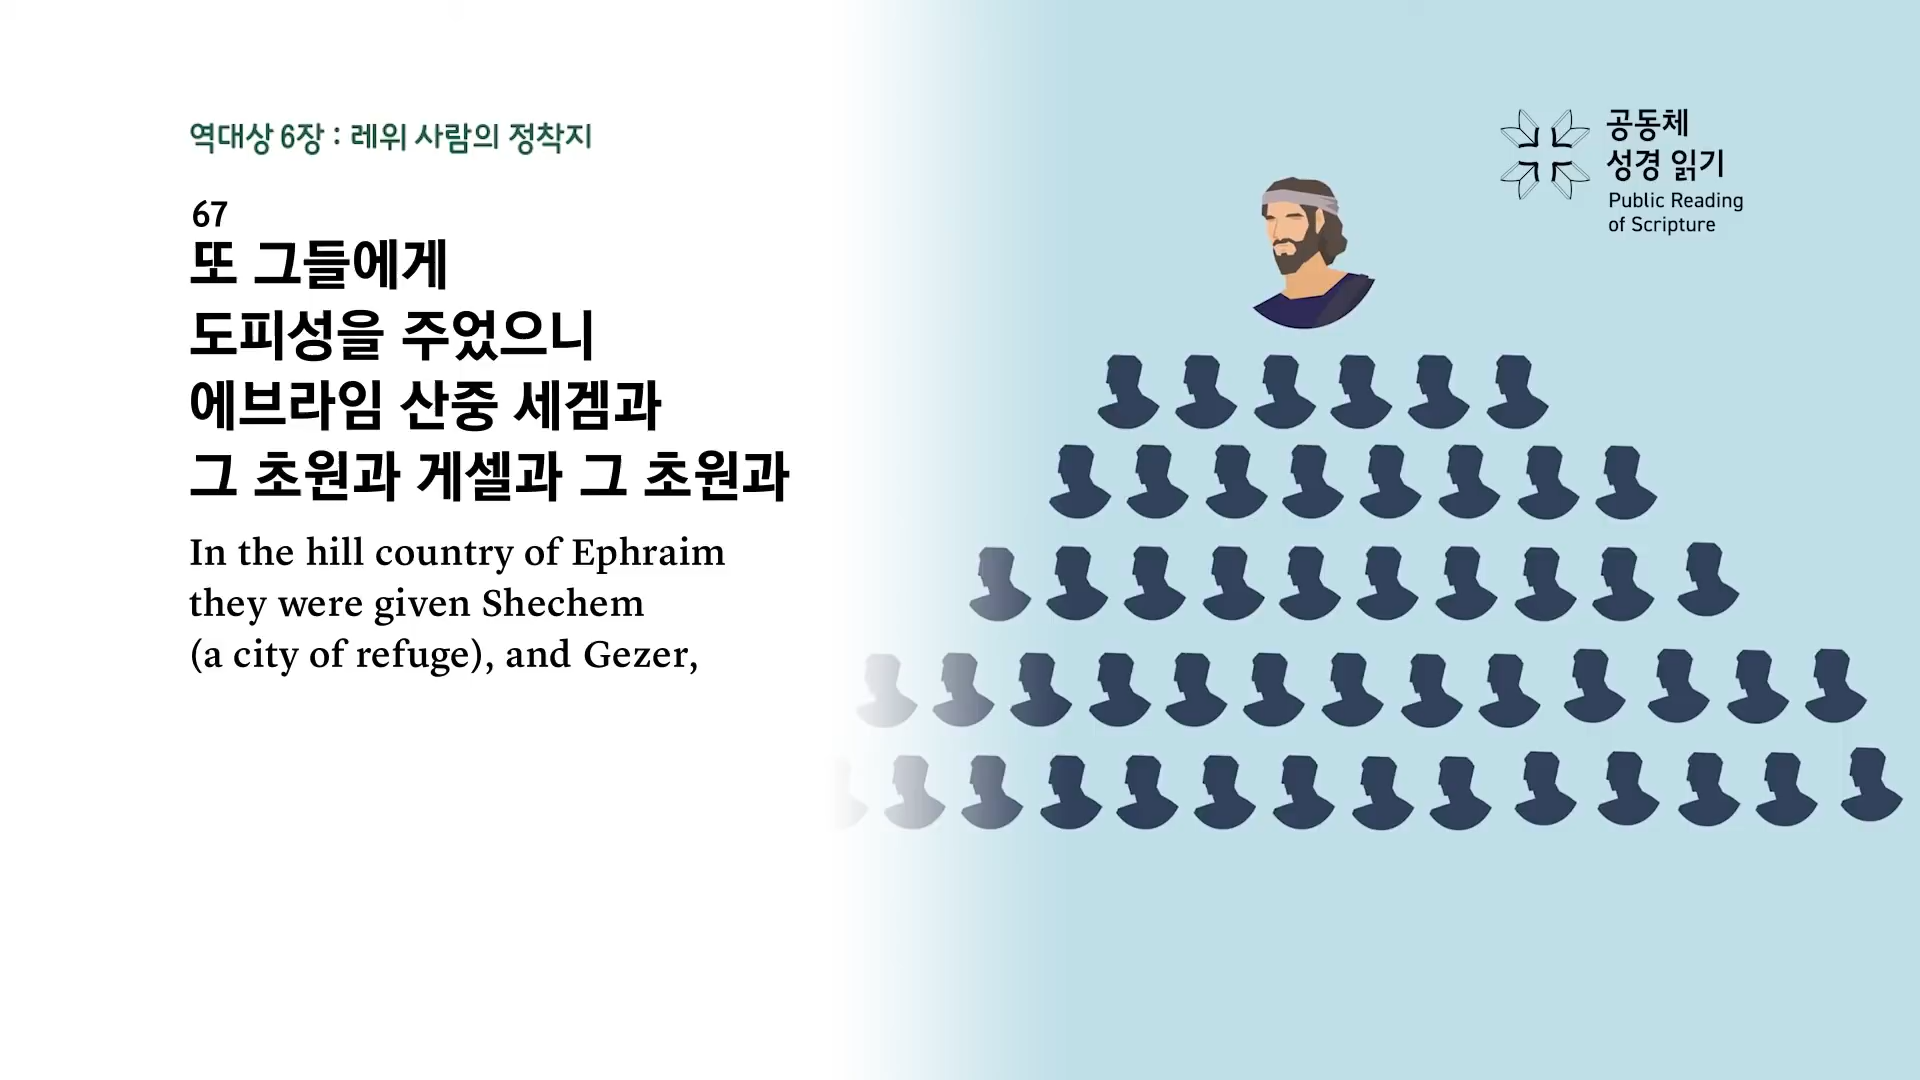 역대상 6장 : 레위 사람의 정착지
67
또 그들에게
도피성을 주었으니
에브라임 산중 세겜과
그 초원과 게셀과 그 초원과
In the hill country of Ephraim
they were given Shechem
(a city of refuge), and Gezer,
공동체
성경 읽기
Public Reading
of Scripture